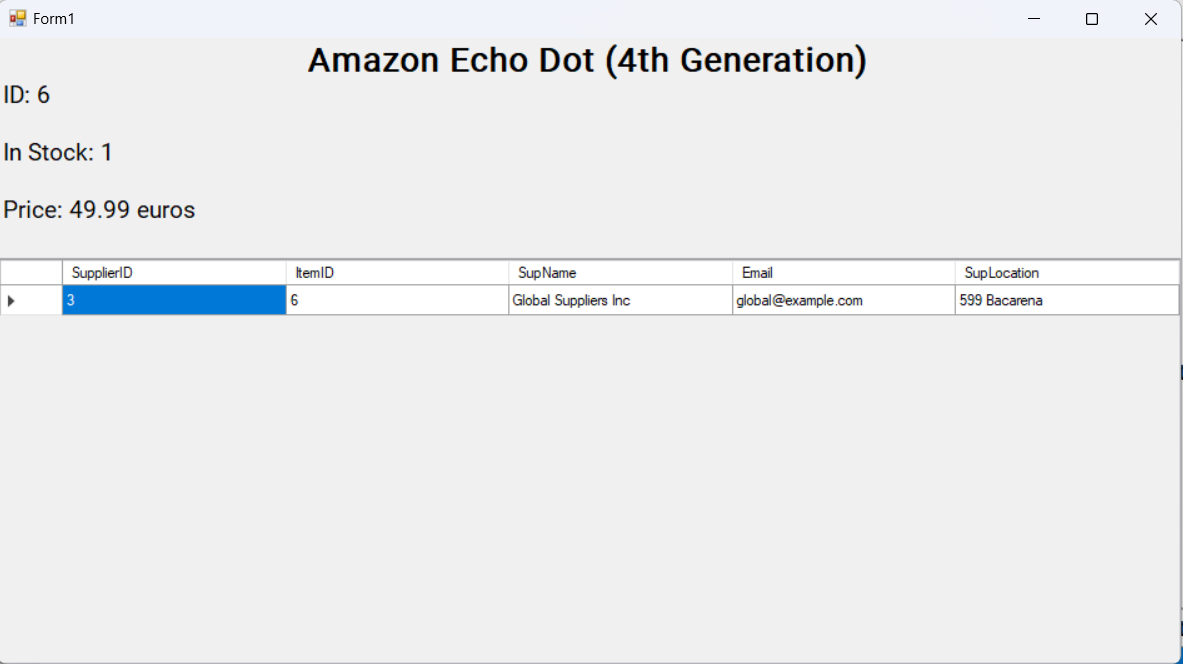 Form1
Amazon Echo Dot (4th Generation)
ID: 6
In Stock: 1
Price: 49.99 euros
SupplierID ItemID SupName Email SupLocation
3 6 Global Suppliers Inc global@example.com 599 Bacarena